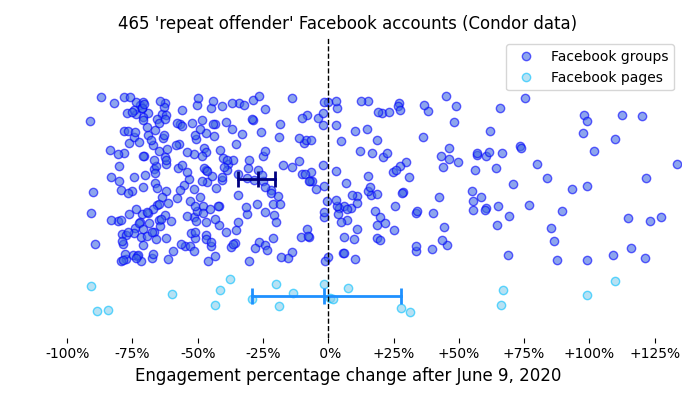 465 'repeat offender' Facebook accounts (Condor data)
Facebook groups
Facebook pages
-100% -75% -50% -25% 0% +25% +50% +75% +100% +125%
Engagement percentage change after June 9, 2020